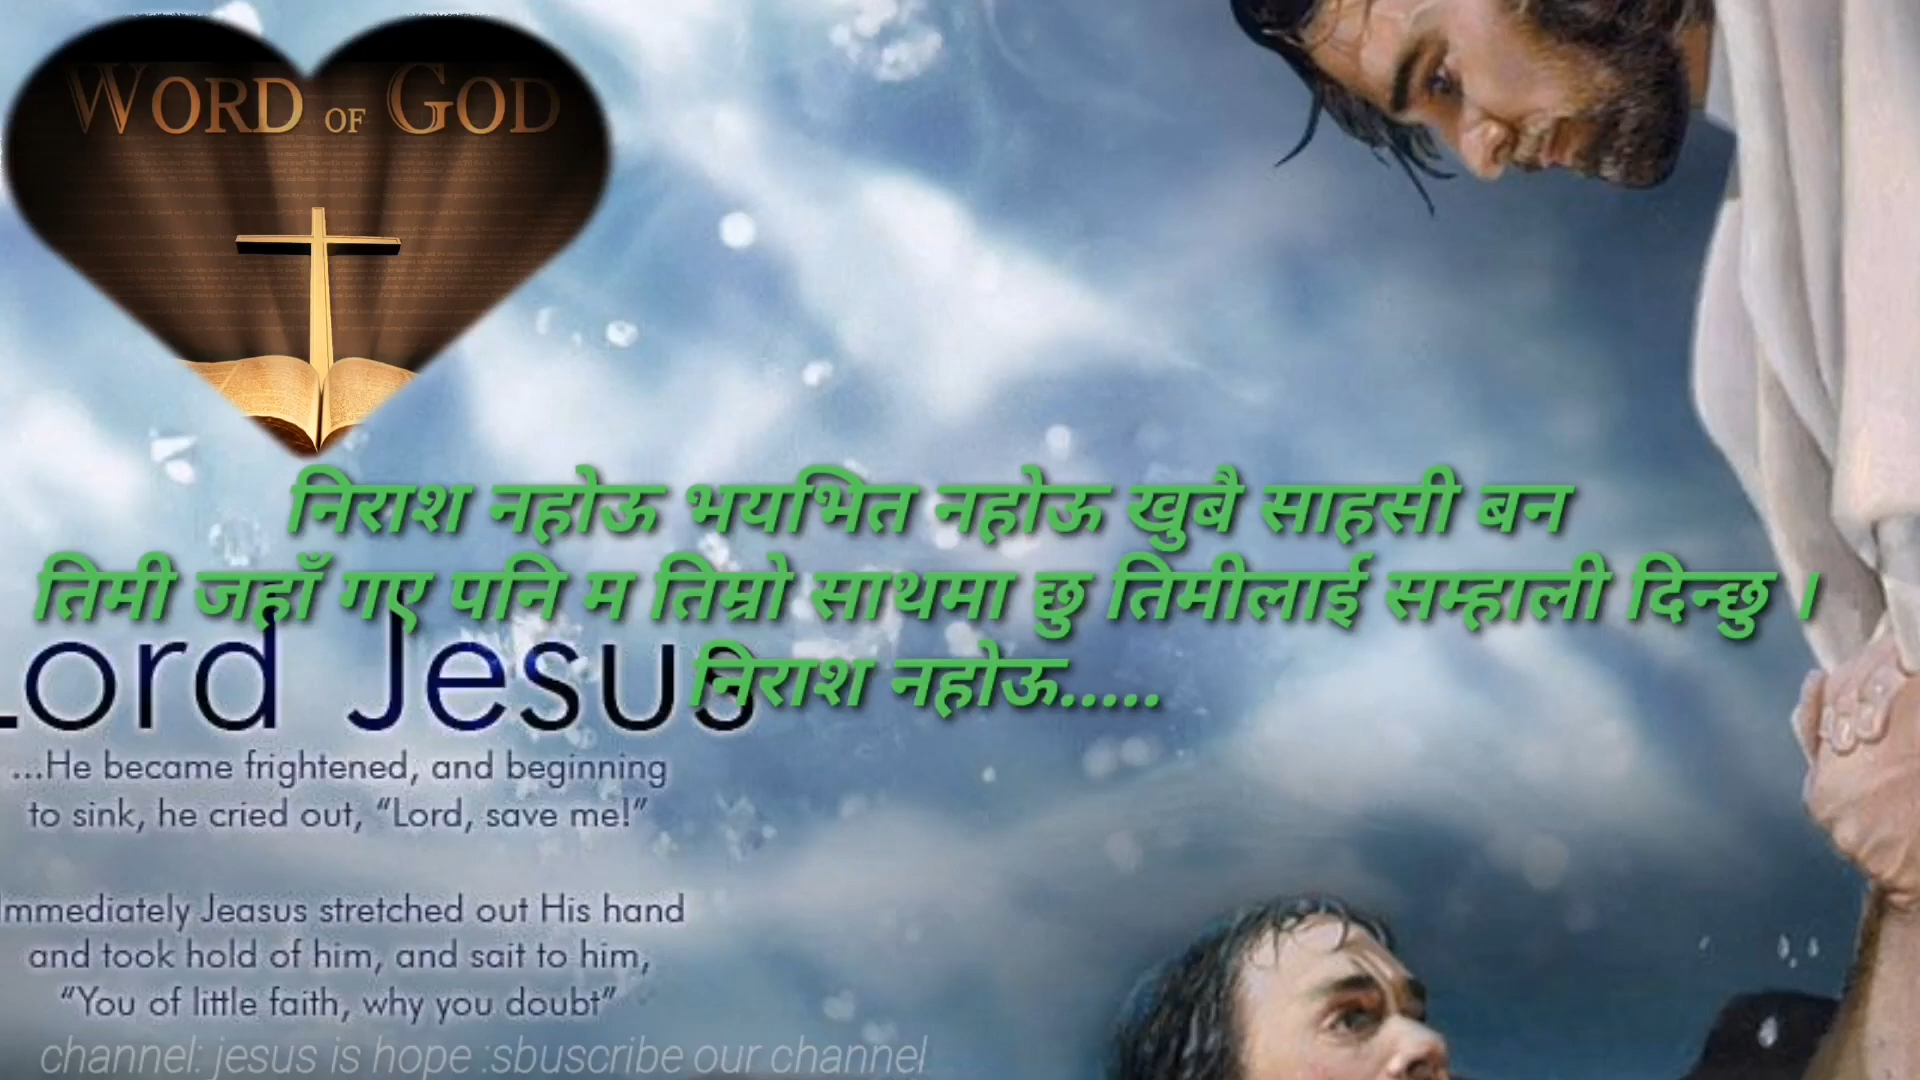 WORD OF GOD
निराश नहोऊ भयभित नहोऊ खुबै साहसी बन
तिमी जहाँ गए पनि म तिम्रो साथमा छु तिमीलाई सम्हाली दिन्छु ।
निराश नहोऊ.....
Lord Jesus
...He became frightened, and beginning
to sink, he cried out, “Lord, save me!”
Immediately Jeasus stretched out His hand
and took hold of him, and sait to him,
“You of little faith, why you doubt”
channel: jesus is hope :sbuscribe our channel